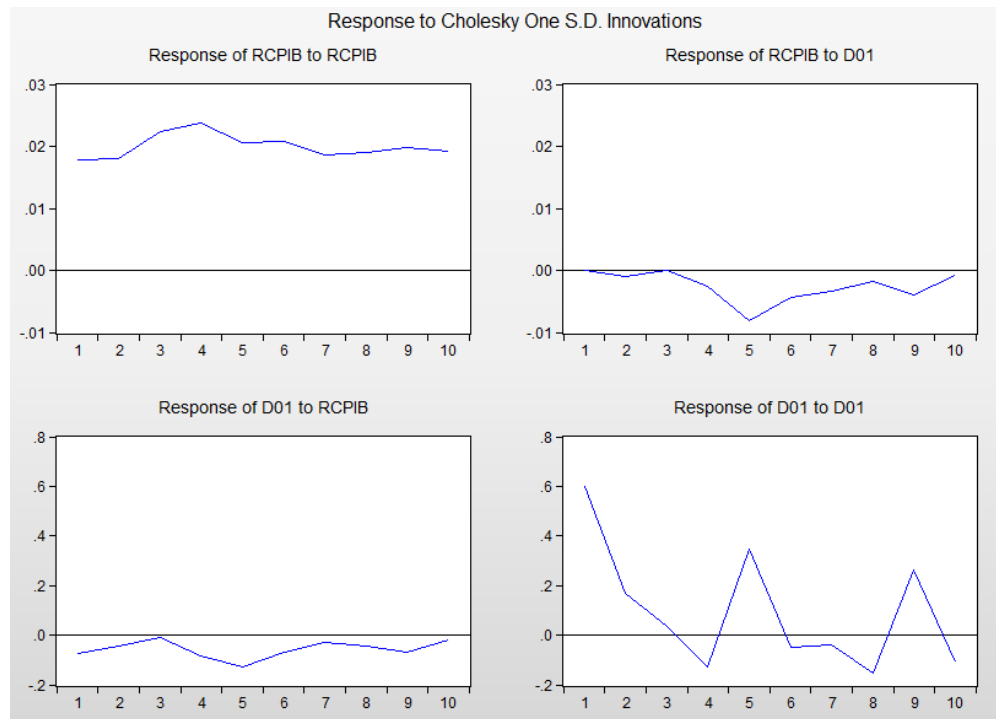 Response to Cholesky One S.D. Innovations
Response of RCPIB to RCPIB
.03
.02
.01
.00
-.01
1 2 3 4 5 6 7 8 9 10
Response of RCPIB to D01
.03
.02
.01
.00
-.01
1 2 3 4 5 6 7 8 9 10
Response of D01 to RCPIB
.8
.6
.4
.2
.0
-.2
1 2 3 4 5 6 7 8 9 10
Response of D01 to D01
.8
.6
.4
.2
.0
-.2
1 2 3 4 5 6 7 8 9 10